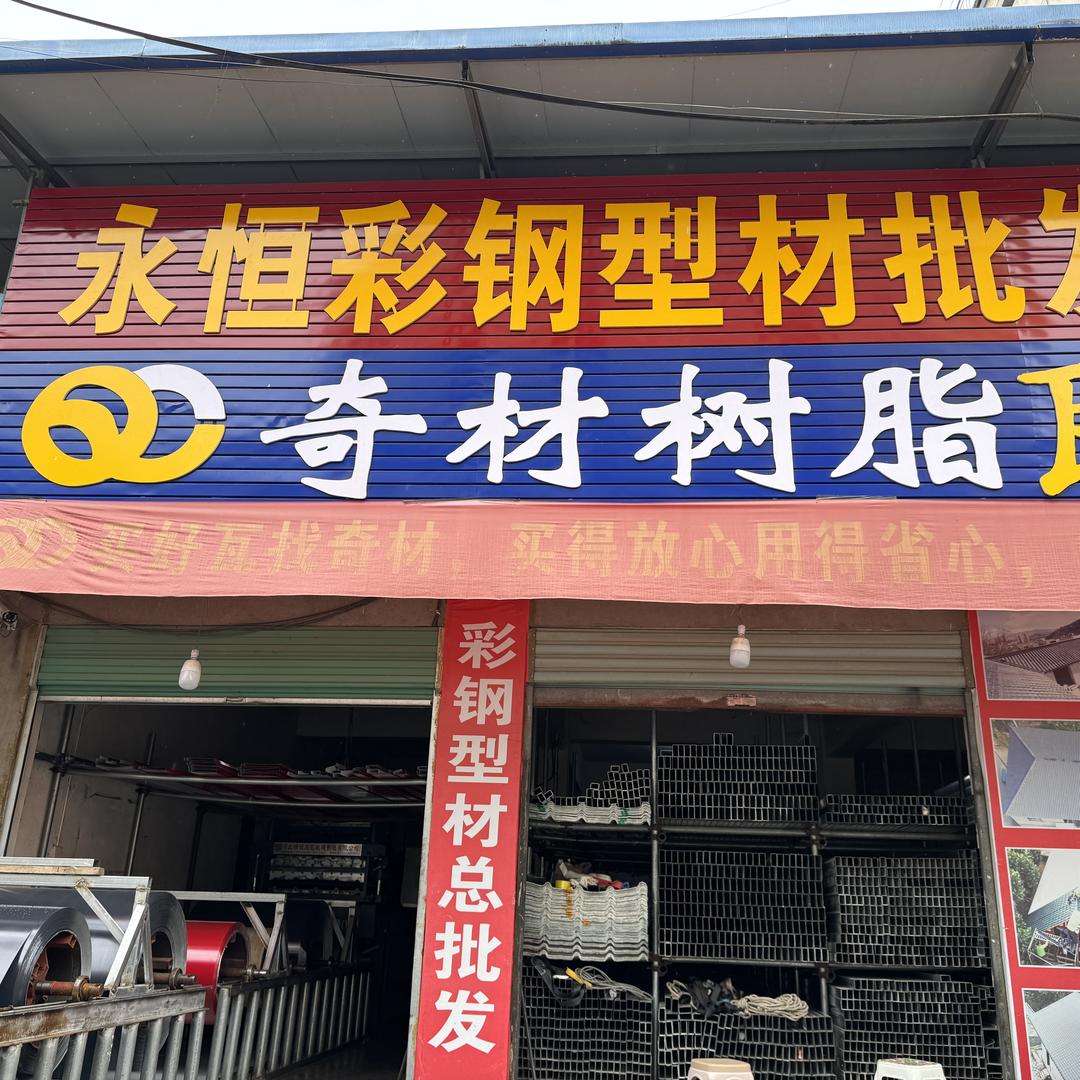 永恒彩钢型材批发
奇材树脂
买好瓦找奇材，买得放心用得省心，
彩钢型材总批发